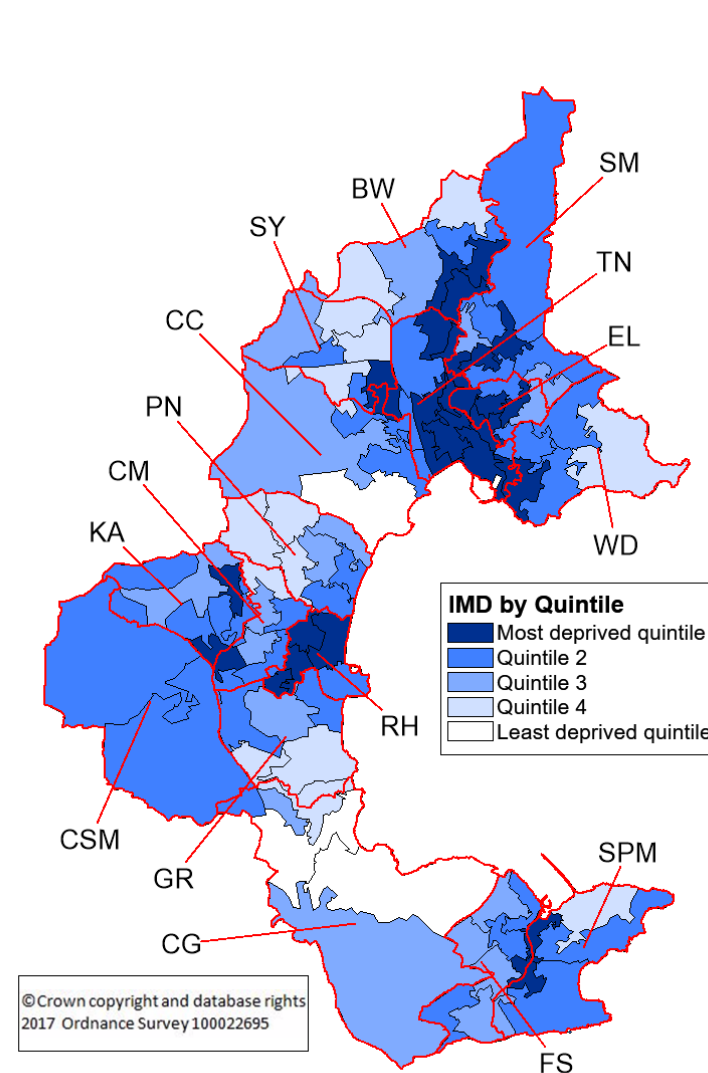 SM
BW
SY
TN
CC
EL
PN
CM
KA
WD
IMD by Quintile
Most deprived quintile
Quintile 2
Quintile 3
Quintile 4
Least deprived quintile
RH
CSM
GR
SPM
CG
©Crown copyright and database rights
2017 Ordnance Survey 100022695
FS